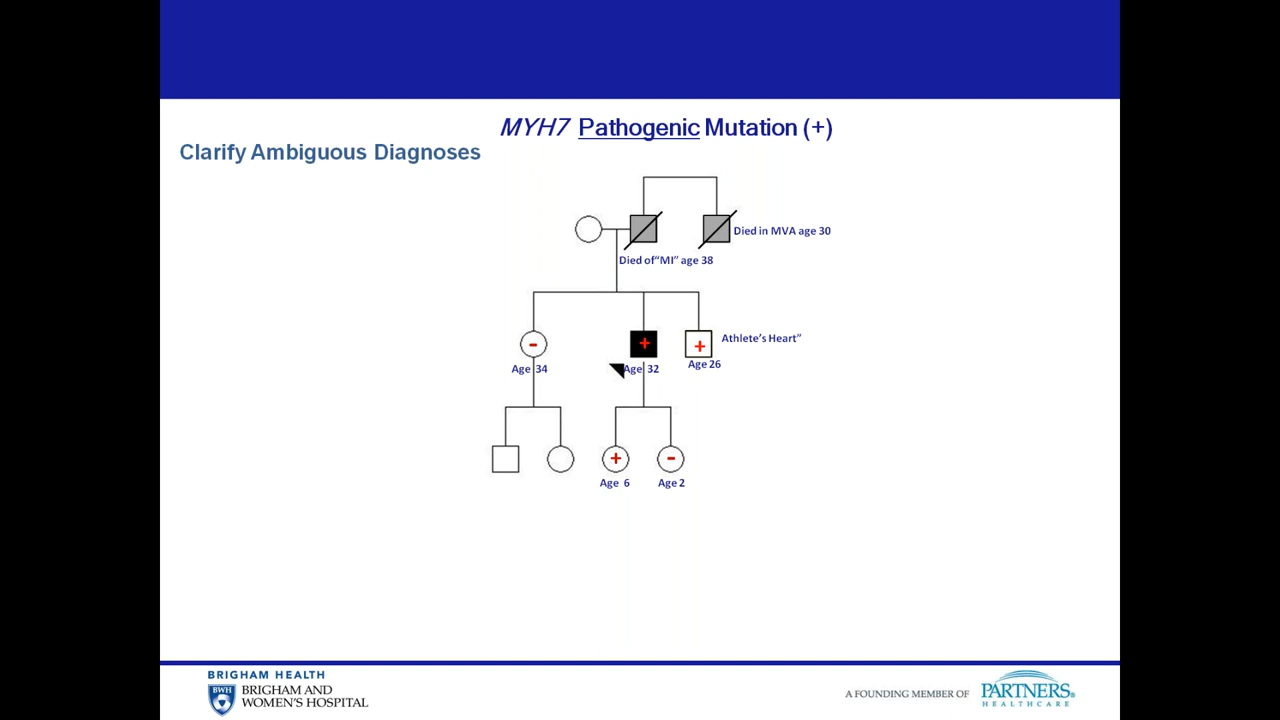 MYH7 Pathogenic Mutation (+)
Clarify Ambiguous Diagnoses
Died in MVA age 30
Died of“MI” age 38
- + + Athlete’s Heart”
Age 34 Age 32 Age 26
+ -
Age 6 Age 2
BRIGHAM HEALTH
BWH BRIGHAM AND
WOMEN’S HOSPITAL
A FOUNDING MEMBER OF PARTNERS®
HEALTHCARE